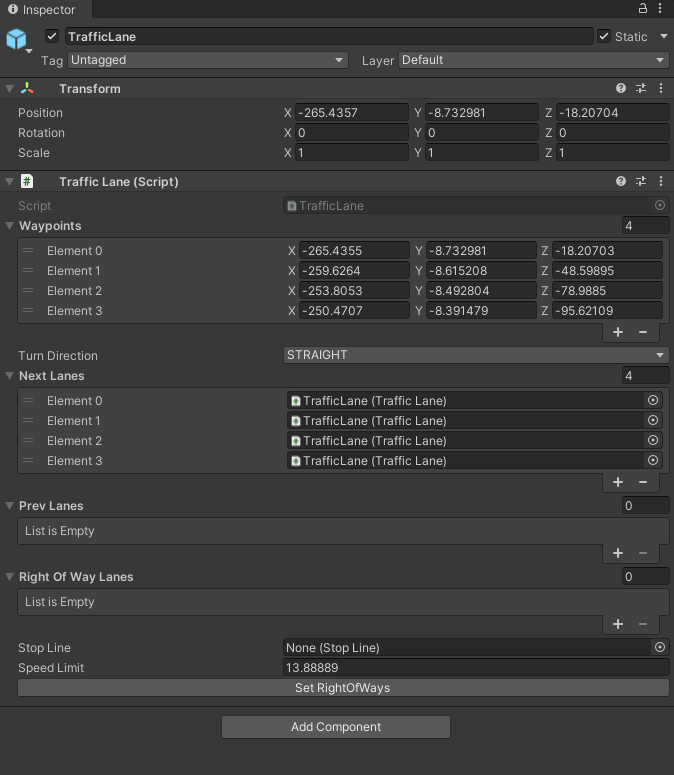 Inspector
TrafficLane Static
Tag Untagged Layer Default
Transform
Position X -265.4357 Y -8.732981 Z -18.20704
Rotation X 0 Y 0 Z 0
Scale X 1 Y 1 Z 1
# Traffic Lane (Script)
Script TrafficLane
Waypoints 4
Element 0 X -265.4355 Y -8.732981 Z -18.20703
Element 1 X -259.6264 Y -8.615208 Z -48.59895
Element 2 X -253.8053 Y -8.492804 Z -78.9885
Element 3 X -250.4707 Y -8.391479 Z -95.62109
Turn Direction STRAIGHT
Next Lanes 4
Element 0 TrafficLane (Traffic Lane)
Element 1 TrafficLane (Traffic Lane)
Element 2 TrafficLane (Traffic Lane)
Element 3 TrafficLane (Traffic Lane)
Prev Lanes 0
List is Empty
Right Of Way Lanes 0
List is Empty
Stop Line None (Stop Line)
Speed Limit 13.88889
Set RightOfWays
Add Component